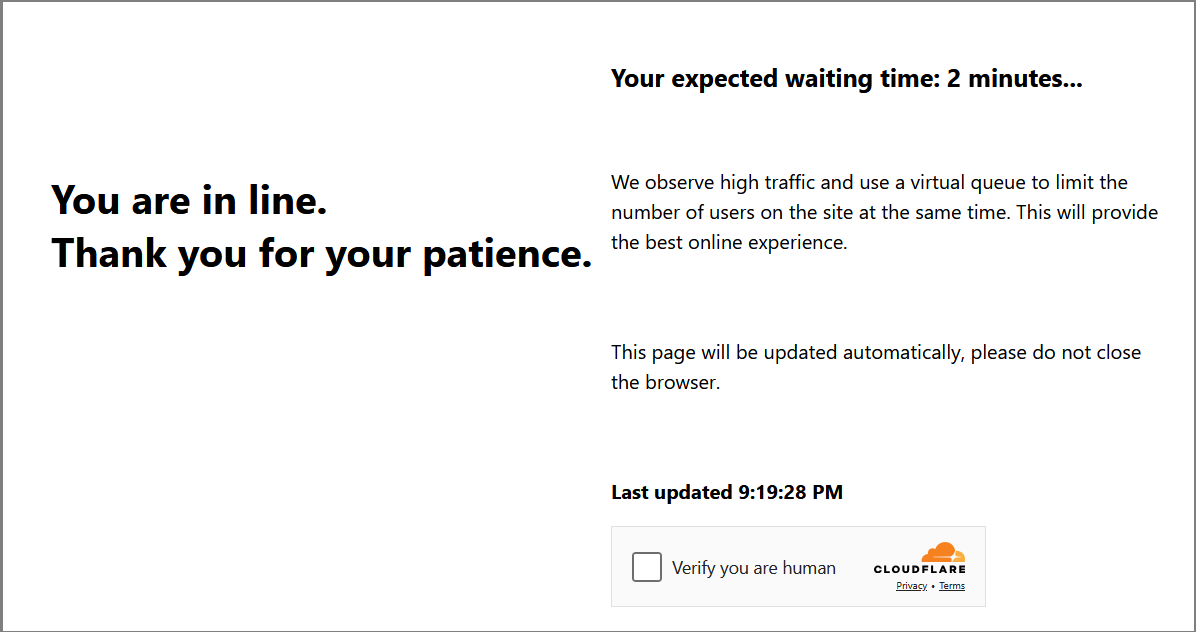 You are in line.
Thank you for your patience.
Your expected waiting time: 2 minutes...
We observe high traffic and use a virtual queue to limit the
number of users on the site at the same time. This will provide
the best online experience.
This page will be updated automatically, please do not close
the browser.
Last updated 9:19:28 PM
Verify you are human
CLOUDFLARE
Privacy • Terms